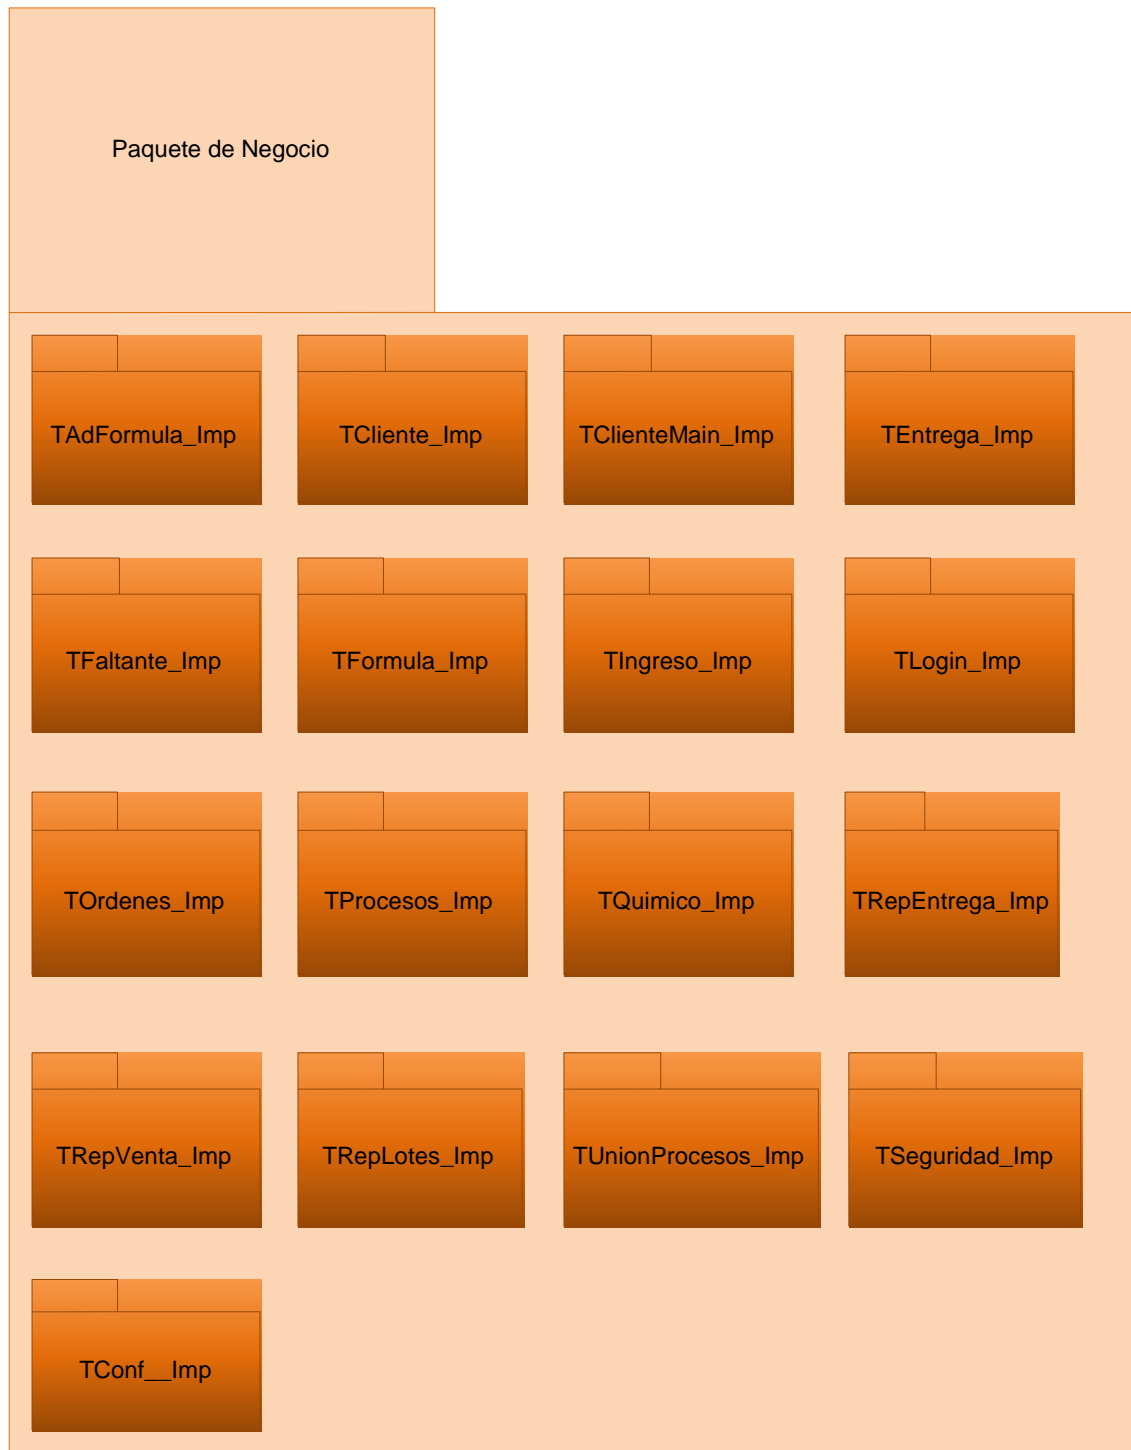 Paquete de Negocio
TAdFormula_Imp
TCliente_Imp
TClienteMain_Imp
TEntrega_Imp
TFaltante_Imp
TFormula_Imp
TIngreso_Imp
TLogin_Imp
TOrdenes_Imp
TProcesos_Imp
TQuimico_Imp
TRepEntrega_Imp
TRepVenta_Imp
TRepLotes_Imp
TUnionProcesos_Imp
TSeguridad_Imp
TConf__Imp